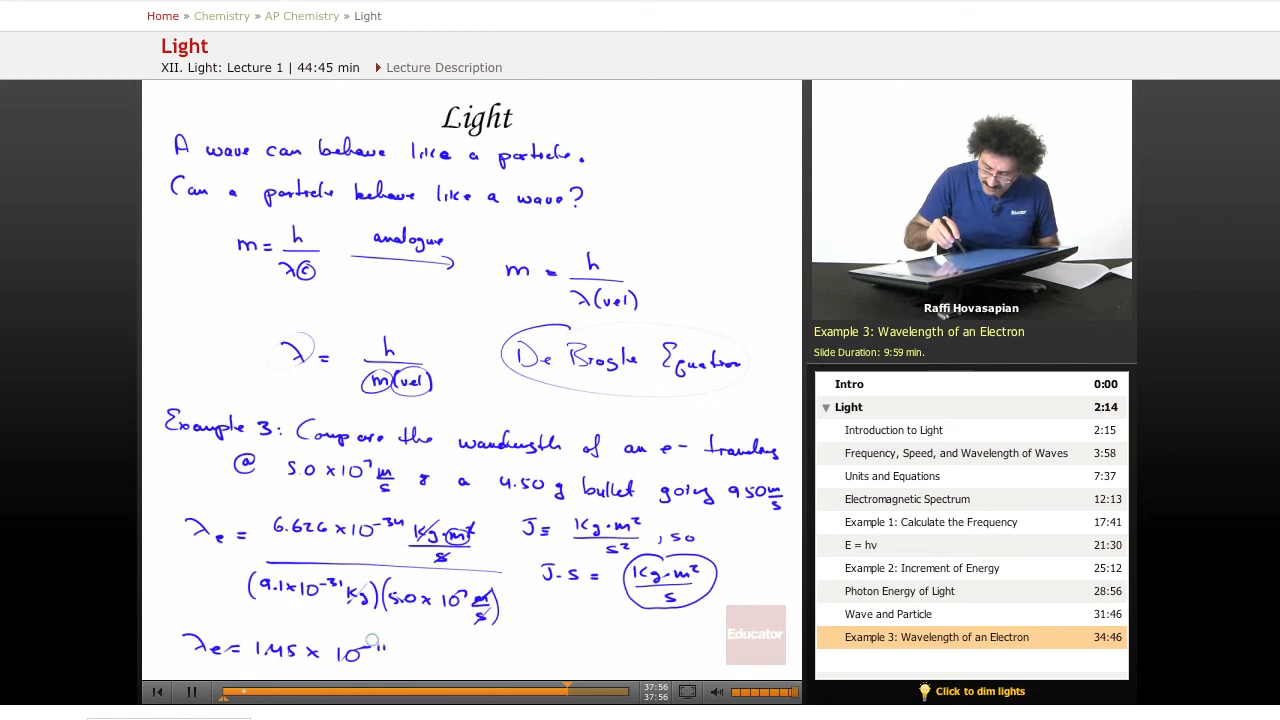 Home » Chemistry » AP Chemistry » Light
Light
XII. Light: Lecture 1 | 44:45 min Lecture Description
Light
A wave can behave like a particle.
Can a particle behave like a wave?
m = h / λc analogue → m = h / λ(vel)
λ = h / m(vel) De Broglie Equation
Example 3: Compare the wavelength of an e- traveling
@ 5.0 x 10^7 m/s & a 4.50 g bullet going 950 m/s
λe = 6.626 x 10^-34 Kg·m²/s / (9.1 x 10^-31 Kg)(5.0 x 10^7 m/s)
J = Kg·m²/s², so
J·s = Kg·m²/s
λe = 1.45 x 10^-11
Educator
Educator
Raffi Hovasapian
Example 3: Wavelength of an Electron
Slide Duration: 9:59 min.
Intro 0:00
Light 2:14
Introduction to Light 2:15
Frequency, Speed, and Wavelength of Waves 3:58
Units and Equations 7:37
Electromagnetic Spectrum 12:13
Example 1: Calculate the Frequency 17:41
E = hv 21:30
Example 2: Increment of Energy 25:12
Photon Energy of Light 28:56
Wave and Particle 31:46
Example 3: Wavelength of an Electron 34:46
37:56
37:56
Click to dim lights